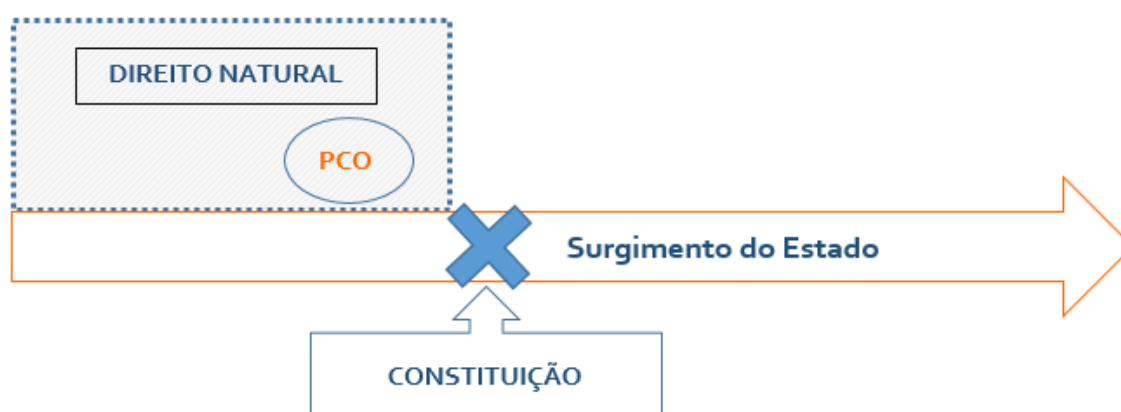 DIREITO NATURAL
PCO
Surgimento do Estado
CONSTITUIÇÃO